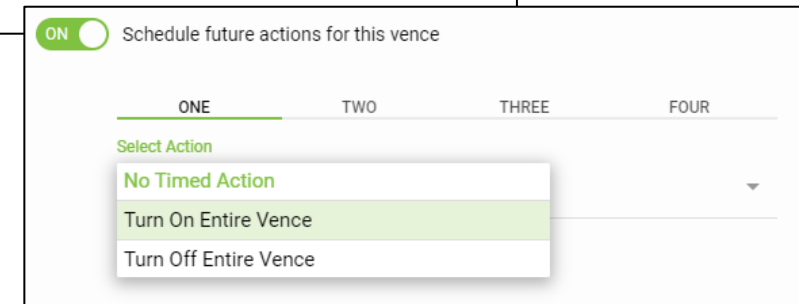 ON Schedule future actions for this vence
ONE TWO THREE FOUR
Select Action
No Timed Action
Turn On Entire Vence
Turn Off Entire Vence